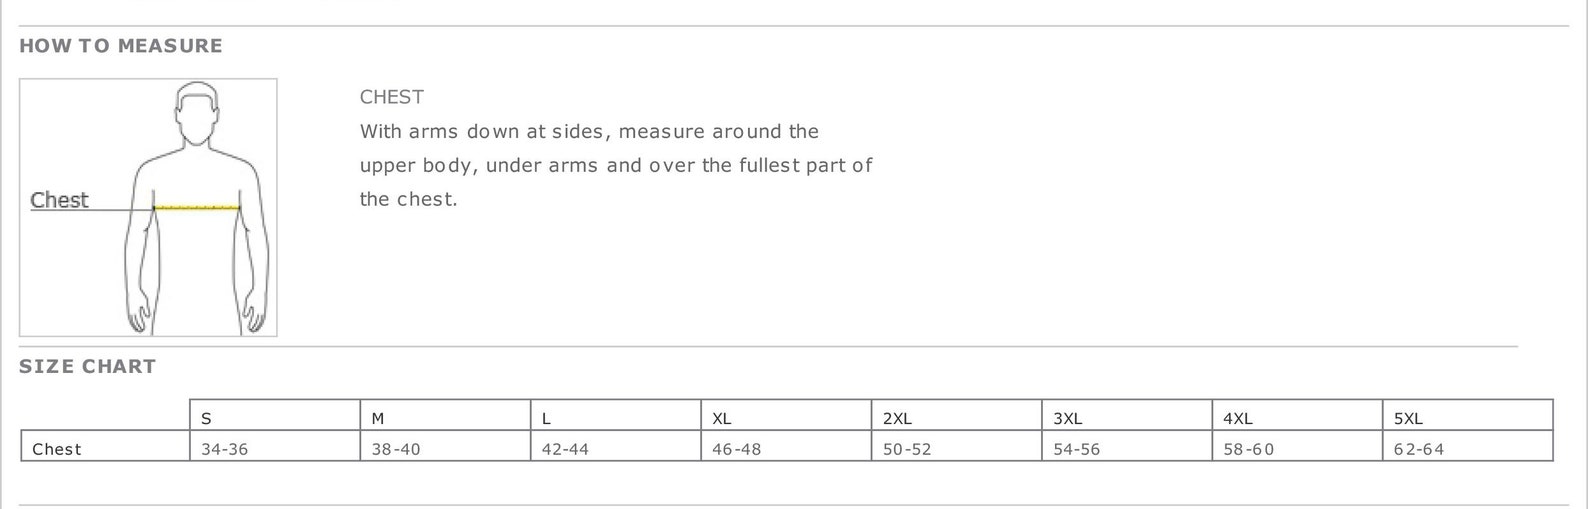 HOW TO MEASURE
Chest
CHEST
With arms down at sides, measure around the
upper body, under arms and over the fullest part of
the chest.
SIZE CHART
S M L XL 2XL 3XL 4XL 5XL
Chest 34-36 38-40 42-44 46-48 50-52 54-56 58-60 62-64